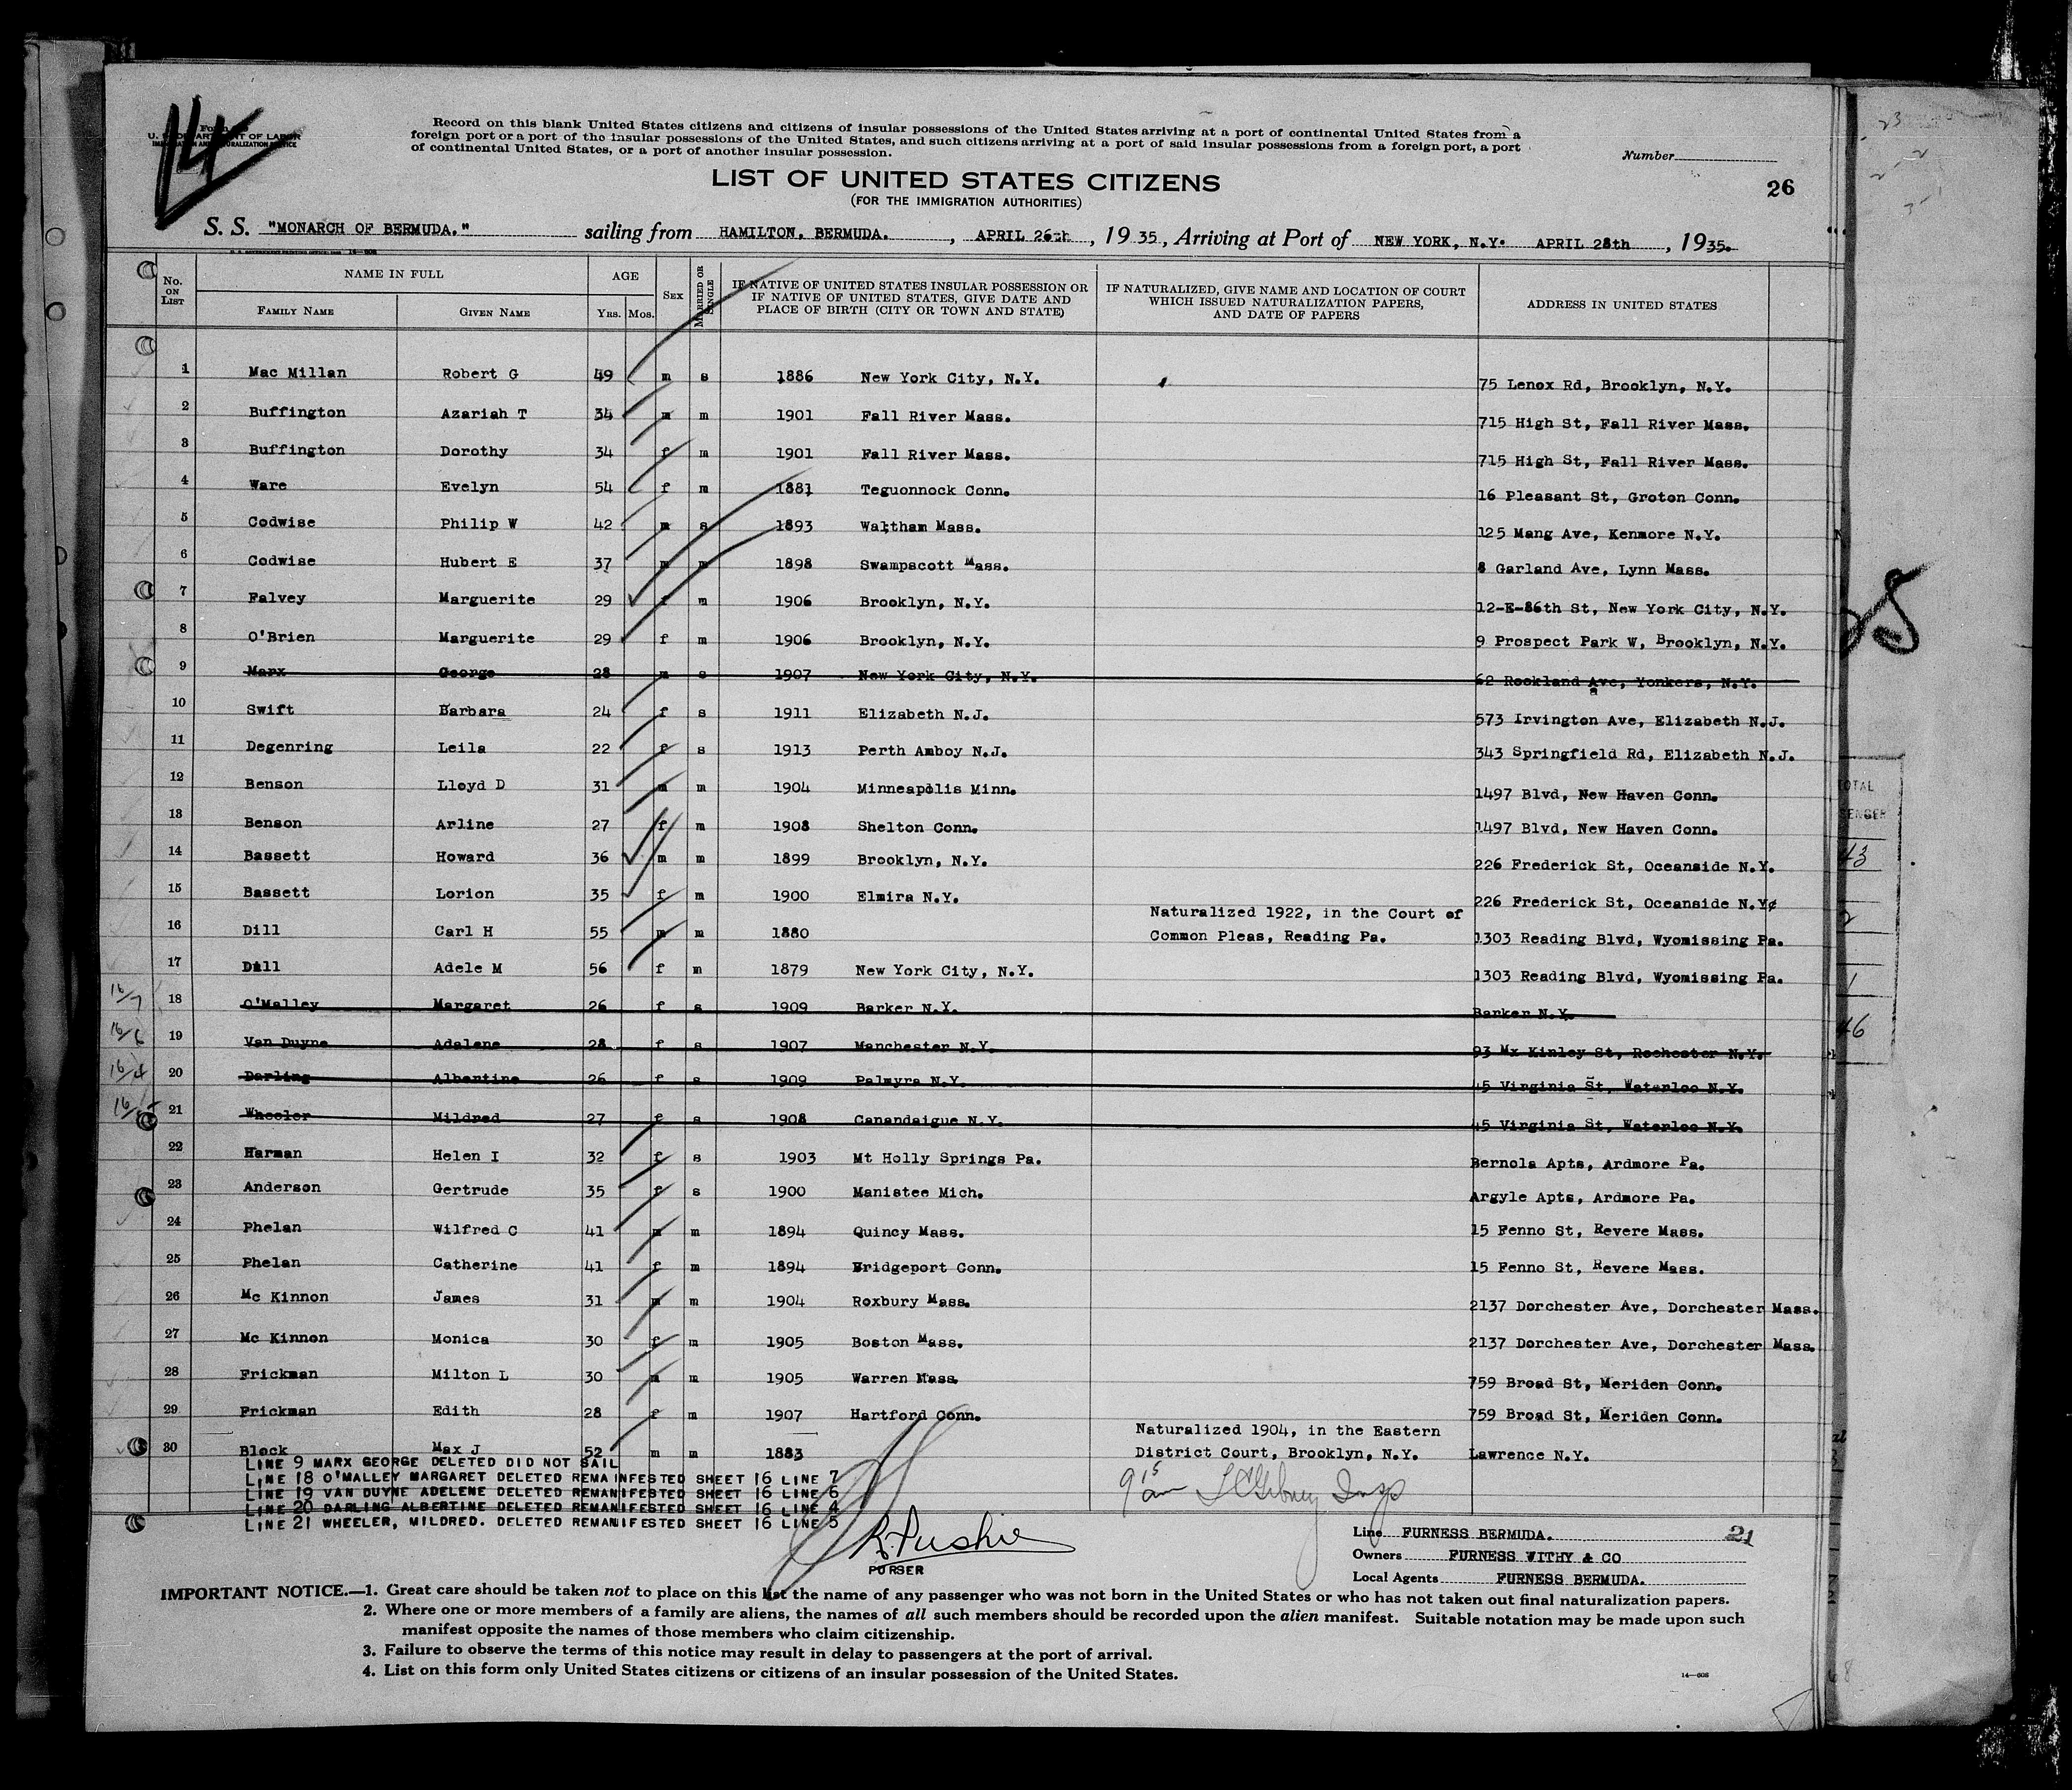 14
Form
U. S. DEPARTMENT OF LABOR
IMMIGRATION AND NATURALIZATION SERVICE
Record on this blank United States citizens and citizens of insular possessions of the United States arriving at a port of continental United States from a
foreign port or a port of the insular possessions of the United States, and such citizens arriving at a port of said insular possessions from a foreign port, a port
of continental United States, or a port of another insular possession.
Number
LIST OF UNITED STATES CITIZENS
(FOR THE IMMIGRATION AUTHORITIES)
26
S. S. "MONARCH OF BERMUDA." sailing from HAMILTON, BERMUDA. , APRIL 26th , 19 35, Arriving at Port of NEW YORK, N.Y. APRIL 28th , 19 35.
No. ON LIST NAME IN FULL FAMILY NAME GIVEN NAME AGE YRS. MOS. SEX MARRIED OR SINGLE IF NATIVE OF UNITED STATES INSULAR POSSESSION OR IF NATIVE OF UNITED STATES, GIVE DATE AND PLACE OF BIRTH (CITY OR TOWN AND STATE) IF NATURALIZED, GIVE NAME AND LOCATION OF COURT WHICH ISSUED NATURALIZATION PAPERS, AND DATE OF PAPERS ADDRESS IN UNITED STATES
1 Mac Millan Robert G 49 m s 1886 New York City, N.Y. 75 Lenox Rd, Brooklyn, N.Y.
2 Buffington Azariah T 34 m m 1901 Fall River Mass. 715 High St, Fall River Mass.
3 Buffington Dorothy 34 f m 1901 Fall River Mass. 715 High St, Fall River Mass.
4 Ware Evelyn 54 f m 1881 Teguonnock Conn. 16 Pleasant St, Groton Conn.
5 Codwise Philip W 42 m s 1893 Waltham Mass. 125 Mang Ave, Kenmore N.Y.
6 Codwise Hubert E 37 m m 1898 Swampscott Mass. 8 Garland Ave, Lynn Mass.
7 Falvey Marguerite 29 f m 1906 Brooklyn, N.Y. 12-E-86th St, New York City, N.Y.
8 O'Brien Marguerite 29 f m 1906 Brooklyn, N.Y. 9 Prospect Park W, Brooklyn, N.Y.
9 Marx George 28 m s 1907 New York City, N.Y. 62 Rockland Ave, Yonkers, N.Y.
10 Swift Barbara 24 f s 1911 Elizabeth N.J. 573 Irvington Ave, Elizabeth N.J.
11 Degenring Leila 22 f s 1913 Perth Amboy N.J. 343 Springfield Rd, Elizabeth N.J.
12 Benson Lloyd D 31 m m 1904 Minneapolis Minn. 1497 Blvd, New Haven Conn.
13 Benson Arline 27 f m 1908 Shelton Conn. 1497 Blvd, New Haven Conn.
14 Bassett Howard 36 m m 1899 Brooklyn, N.Y. 226 Frederick St, Oceanside N.Y.
15 Bassett Lorion 35 f m 1900 Elmira N.Y. 226 Frederick St, Oceanside N.Y¢
16 Dill Carl H 55 m m 1880 Naturalized 1922, in the Court of Common Pleas, Reading Pa. 1303 Reading Blvd, Wyomissing Pa.
17 Dill Adele M 56 f m 1879 New York City, N.Y. 1303 Reading Blvd, Wyomissing Pa.
16/7 18 O'Malley Margaret 26 f s 1909 Barker N.Y. Barker N.Y.
16/6 19 Van Duyne Adalene 28 f s 1907 Manchester N.Y. 93 Mx Kinley St, Rochester N.Y.
16/4 20 Darling Albertine 26 f s 1909 Palmyra N.Y. 45 Virginia St, Waterloo N.Y.
16/5 21 Wheeler Mildred 27 f s 1908 Canandaigue N.Y. 45 Virginia St, Waterloo N.Y.
22 Harman Helen I 32 f s 1903 Mt Holly Springs Pa. Bernola Apts, Ardmore Pa.
23 Anderson Gertrude 35 f s 1900 Manistee Mich. Argyle Apts, Ardmore Pa.
24 Phelan Wilfred C 41 m m 1894 Quincy Mass. 15 Fenno St, Revere Mass.
25 Phelan Catherine 41 f m 1894 Bridgeport Conn. 15 Fenno St, Revere Mass.
26 Mc Kinnon James 31 m m 1904 Roxbury Mass. 2137 Dorchester Ave, Dorchester Mass.
27 Mc Kinnon Monica 30 f m 1905 Boston Mass. 2137 Dorchester Ave, Dorchester Mass.
28 Frickman Milton L 30 m m 1905 Warren Mass. 759 Broad St, Meriden Conn.
29 Frickman Edith 28 f m 1907 Hartford Conn. 759 Broad St, Meriden Conn.
30 Block Max J 52 m m 1883 Naturalized 1904, in the Eastern District Court, Brooklyn, N.Y. Lawrence N.Y.
LINE 9 MARX GEORGE DELETED DID NOT SAIL
LINE 18 O'MALLEY MARGARET DELETED REMANIFESTED SHEET 16 LINE 7
LINE 19 VAN DUYNE ADELENE DELETED REMANIFESTED SHEET 16 LINE 6
LINE 20 DARLING ALBERTINE DELETED REMANIFESTED SHEET 16 LINE 4
LINE 21 WHEELER, MILDRED. DELETED REMANIFESTED SHEET 16 LINE 5
9 15 am Insp
PURSER
Line FURNESS BERMUDA.
21
Owners FURNESS WITHY & CO
Local Agents FURNESS BERMUDA.
IMPORTANT NOTICE.—1. Great care should be taken not to place on this list the name of any passenger who was not born in the United States or who has not taken out final naturalization papers.
2. Where one or more members of a family are aliens, the names of all such members should be recorded upon the alien manifest. Suitable notation may be made upon such
manifest opposite the names of those members who claim citizenship.
3. Failure to observe the terms of this notice may result in delay to passengers at the port of arrival.
4. List on this form only United States citizens or citizens of an insular possession of the United States.
14—608
25
TOTAL
43
2
1
46